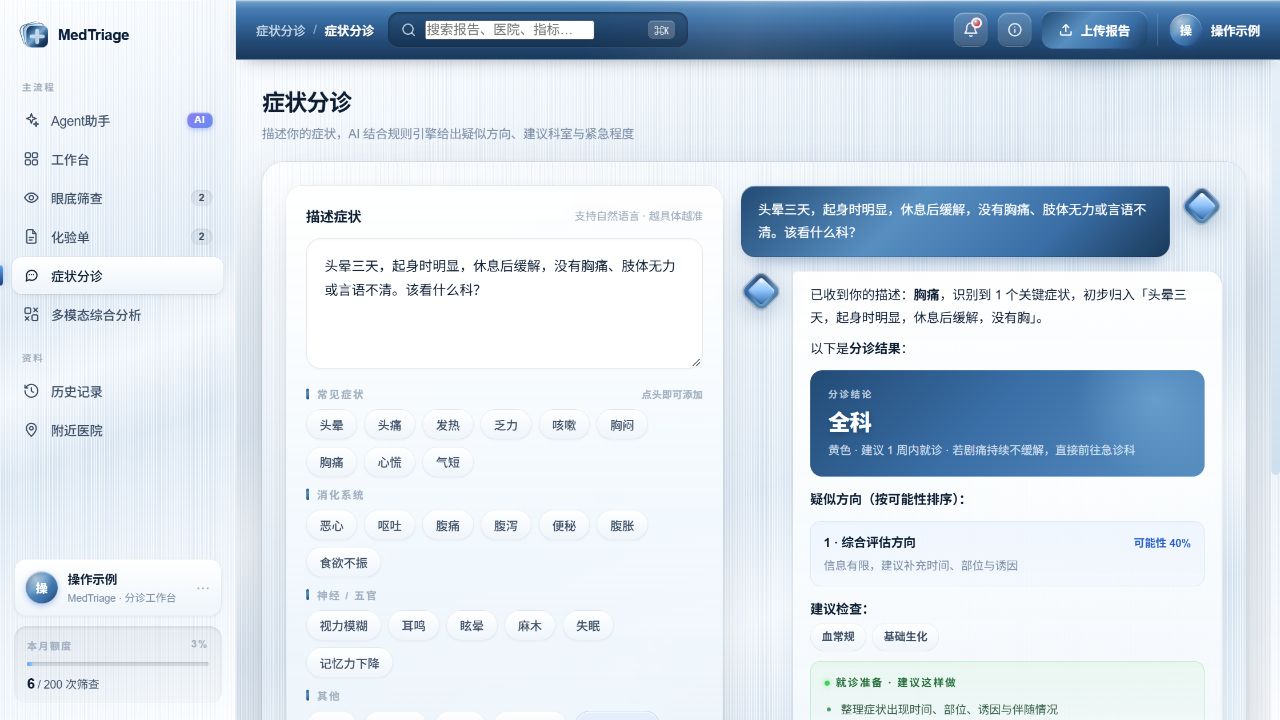 MedTriage
主流程
Agent助手 AI
工作台
眼底筛查 2
化验单 2
症状分诊
多模态综合分析
资料
历史记录
附近医院
操 操作示例 ···
MedTriage · 分诊工作台
本月额度 3%
6 / 200 次筛查
症状分诊 / 症状分诊
搜索报告、医院、指标… ⌘K
上传报告
操 操作示例
症状分诊
描述你的症状，AI 结合规则引擎给出疑似方向、建议科室与紧急程度
描述症状 支持自然语言 · 越具体越准
头晕三天，起身时明显，休息后缓解，没有胸痛、肢体无力
或言语不清。该看什么科？
常见症状 点头即可添加
头晕 头痛 发热 乏力 咳嗽 胸闷
胸痛 心慌 气短
消化系统
恶心 呕吐 腹痛 腹泻 便秘 腹胀
食欲不振
神经 / 五官
视力模糊 耳鸣 眩晕 麻木 失眠
记忆力下降
其他
头晕三天，起身时明显，休息后缓解，没有胸痛、肢体无力或言语不
清。该看什么科？
已收到你的描述：胸痛，识别到 1 个关键症状，初步归入「头晕三
天，起身时明显，休息后缓解，没有胸」。
以下是分诊结果：
分诊结论
全科
黄色 · 建议 1 周内就诊 · 若剧痛持续不缓解，直接前往急诊科
疑似方向（按可能性排序）：
1 · 综合评估方向 可能性 40%
信息有限，建议补充时间、部位与诱因
建议检查：
血常规 基础生化
就诊准备 · 建议这样做
• 整理症状出现时间、部位、诱因与伴随情况